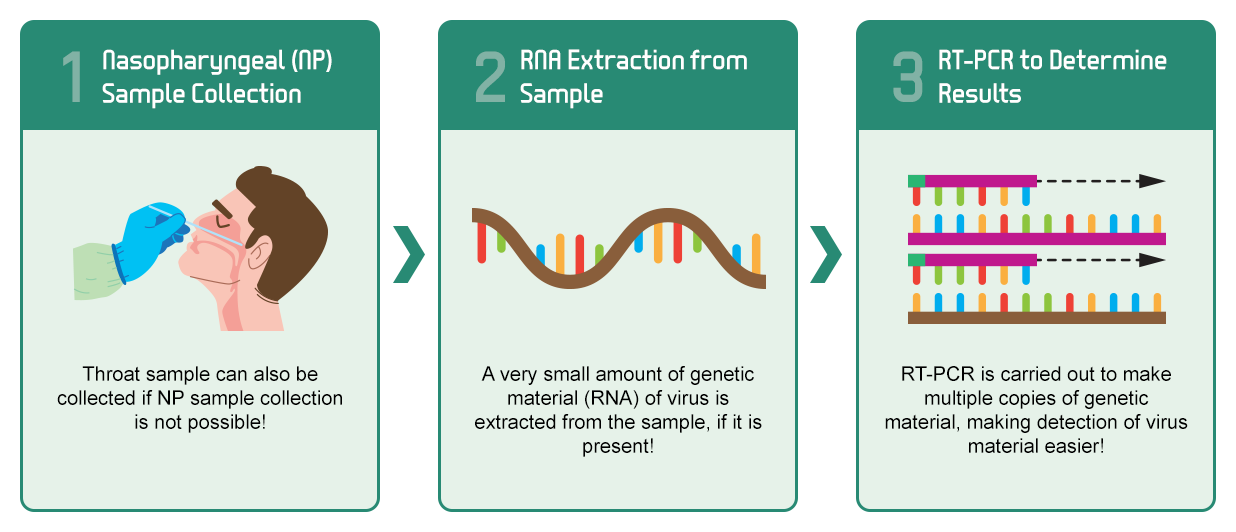 1
Nasopharyngeal (NP)
Sample Collection
Throat sample can also be
collected if NP sample collection
is not possible!
2
RNA Extraction from
Sample
A very small amount of genetic
material (RNA) of virus is
extracted from the sample, if it is
present!
3
RT-PCR to Determine
Results
RT-PCR is carried out to make
multiple copies of genetic
material, making detection of virus
material easier!